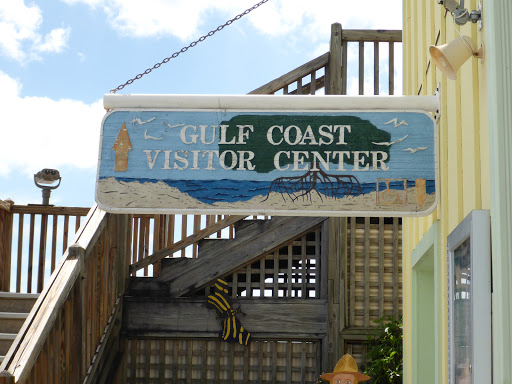 GULF COAST
VISITOR CENTER